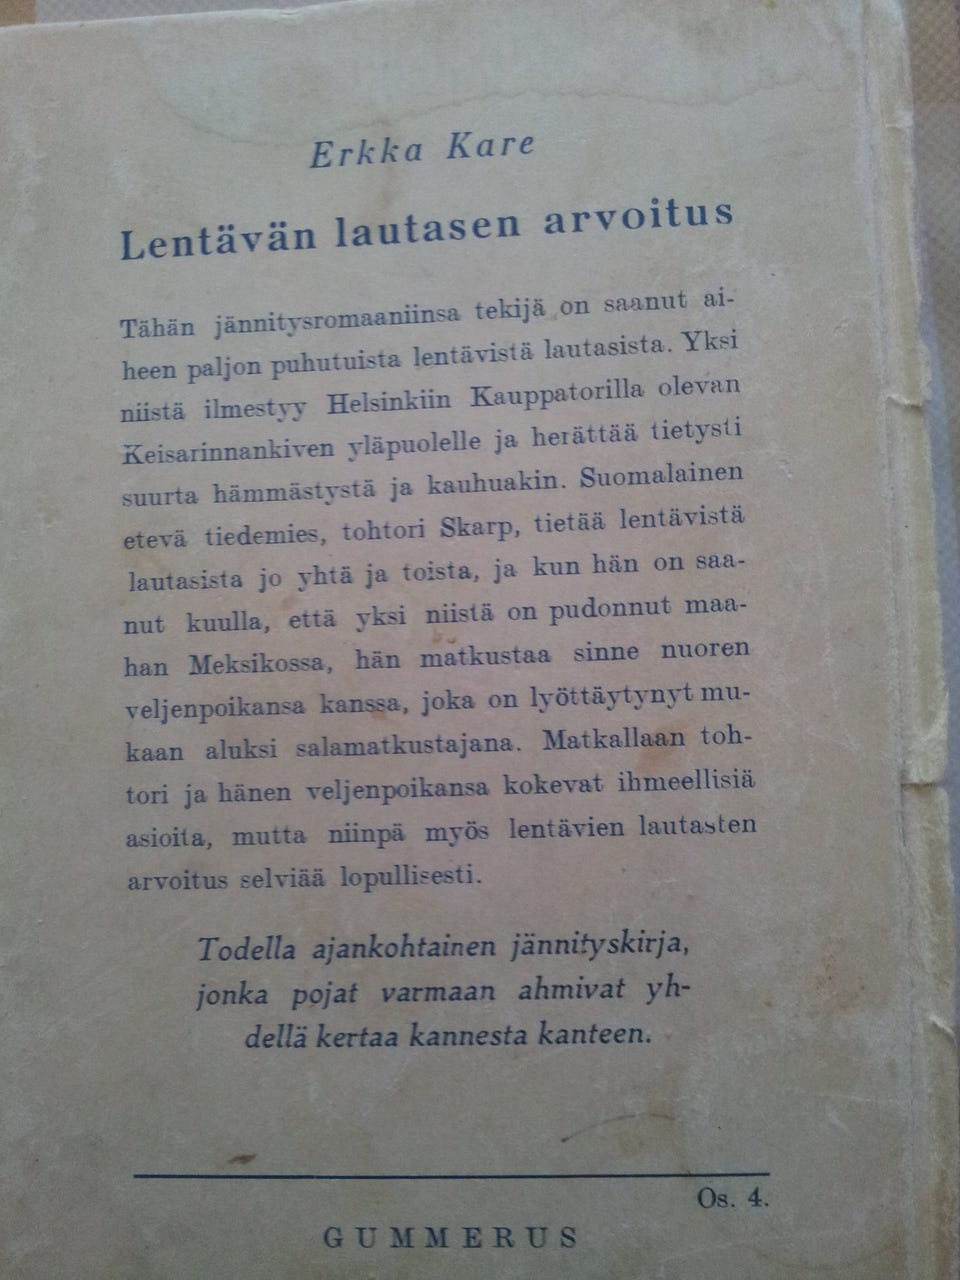 Erkka Kare
Lentävän lautasen arvoitus
Tähän jännitysromaaniinsa tekijä on saanut ai-
heen paljon puhutuista lentävistä lautasista. Yksi
niistä ilmestyy Helsinkiin Kauppatorilla olevan
Keisarinnankiven yläpuolelle ja herättää tietysti
suurta hämmästystä ja kauhuakin. Suomalainen
etevä tiedemies, tohtori Skarp, tietää lentävistä
lautasista jo yhtä ja toista, ja kun hän on saa-
nut kuulla, että yksi niistä on pudonnut maa-
han Meksikossa, hän matkustaa sinne nuoren
veljenpoikansa kanssa, joka on lyöttäytynyt mu-
kaan aluksi salamatkustajana. Matkallaan toh-
tori ja hänen veljenpoikansa kokevat ihmeellisiä
asioita, mutta niinpä myös lentävien lautasten
arvoitus selviää lopullisesti.
Todella ajankohtainen jännityskirja,
jonka pojat varmaan ahmivat yh-
dellä kertaa kannesta kanteen.
Os. 4.
GUMMERUS